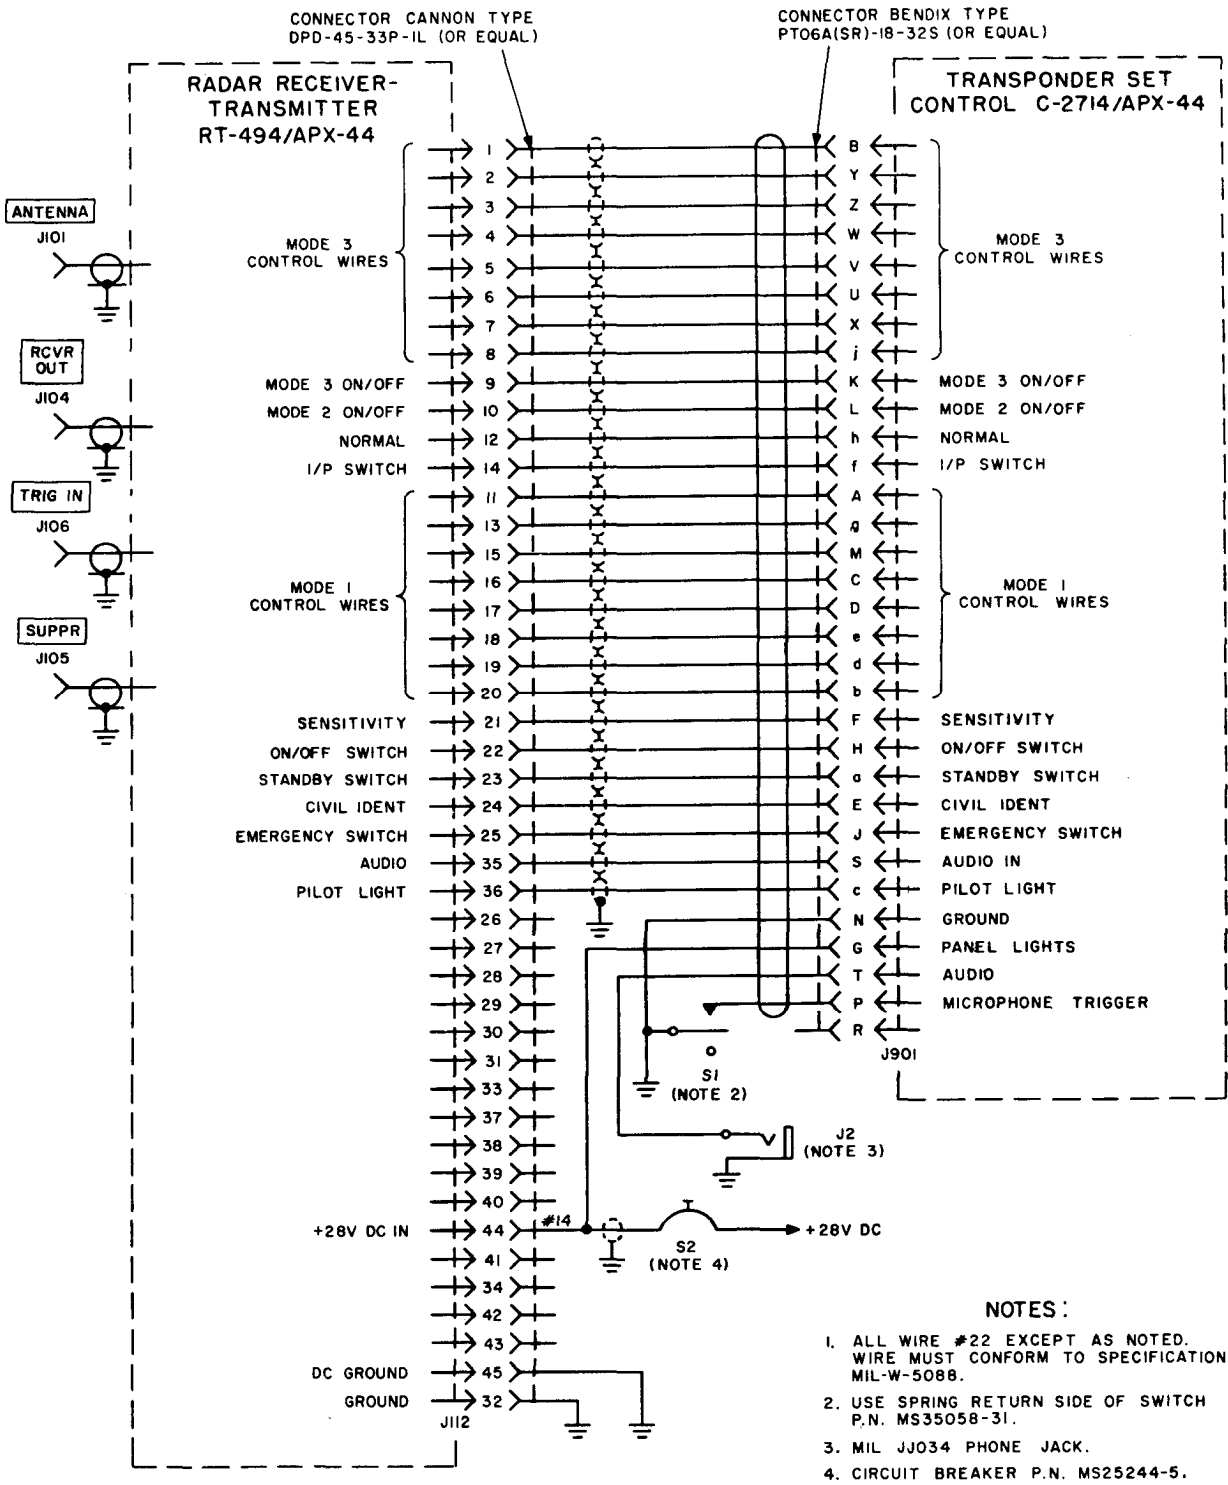 CONNECTOR CANNON TYPE
DPD-45-33P-1L (OR EQUAL)
CONNECTOR BENDIX TYPE
PT06A(SR)-18-32S (OR EQUAL)
RADAR RECEIVER-
TRANSMITTER
RT-494/APX-44
TRANSPONDER SET
CONTROL C-2714/APX-44
ANTENNA
J101
RCVR
OUT
J104
TRIG IN
J106
SUPPR
J105
MODE 3
CONTROL WIRES
MODE 3
CONTROL WIRES
1 B
2 Y
3 Z
4 W
5 V
6 U
7 X
8 j
MODE 3 ON/OFF 9 K MODE 3 ON/OFF
MODE 2 ON/OFF 10 L MODE 2 ON/OFF
NORMAL 12 h NORMAL
I/P SWITCH 14 f I/P SWITCH
MODE 1
CONTROL WIRES
MODE 1
CONTROL WIRES
11 A
13 g
15 M
16 C
17 D
18 e
19 d
20 b
SENSITIVITY 21 F SENSITIVITY
ON/OFF SWITCH 22 H ON/OFF SWITCH
STANDBY SWITCH 23 a STANDBY SWITCH
CIVIL IDENT 24 E CIVIL IDENT
EMERGENCY SWITCH 25 J EMERGENCY SWITCH
AUDIO 35 S AUDIO IN
PILOT LIGHT 36 c PILOT LIGHT
26 N GROUND
27 G PANEL LIGHTS
28 T AUDIO
29 P MICROPHONE TRIGGER
30 R
J901
31
S1
(NOTE 2)
33
37
38
J2
(NOTE 3)
39
40
+28V DC IN 44 #14 +28V DC
S2
(NOTE 4)
41
34
42
43
DC GROUND 45
GROUND 32
J112
NOTES:
1. ALL WIRE #22 EXCEPT AS NOTED.
WIRE MUST CONFORM TO SPECIFICATION
MIL-W-5088.
2. USE SPRING RETURN SIDE OF SWITCH
P.N. MS35058-31.
3. MIL JJ034 PHONE JACK.
4. CIRCUIT BREAKER P.N. MS25244-5.